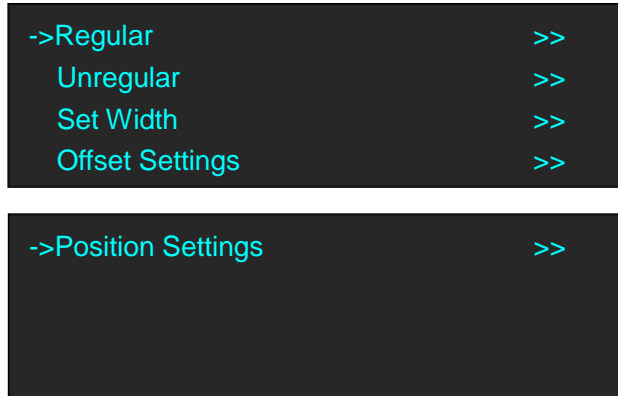 ->Regular >>
Unregular >>
Set Width >>
Offset Settings >>
->Position Settings >>